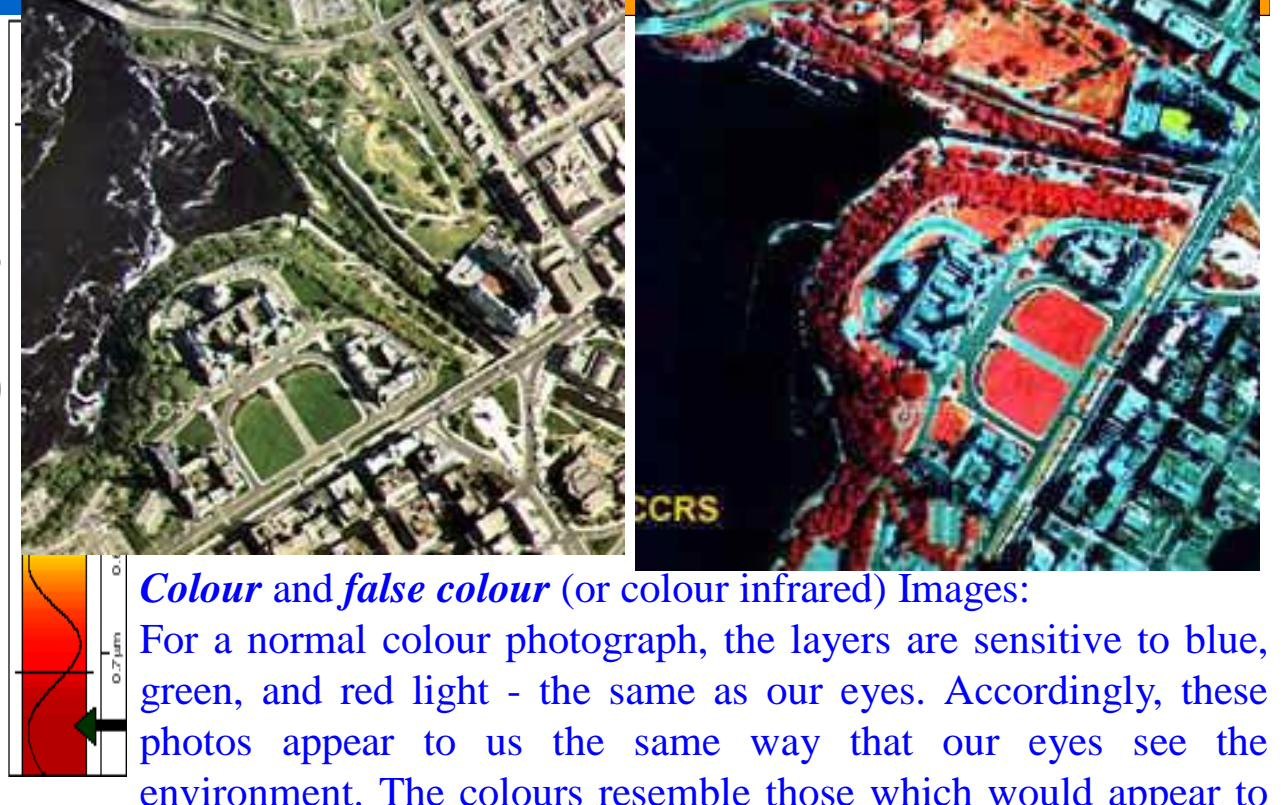 CCRS
0.7µm
Colour and false colour (or colour infrared) Images:
For a normal colour photograph, the layers are sensitive to blue,
green, and red light - the same as our eyes. Accordingly, these
photos appear to us the same way that our eyes see the
environment. The colours resemble those which would appear to